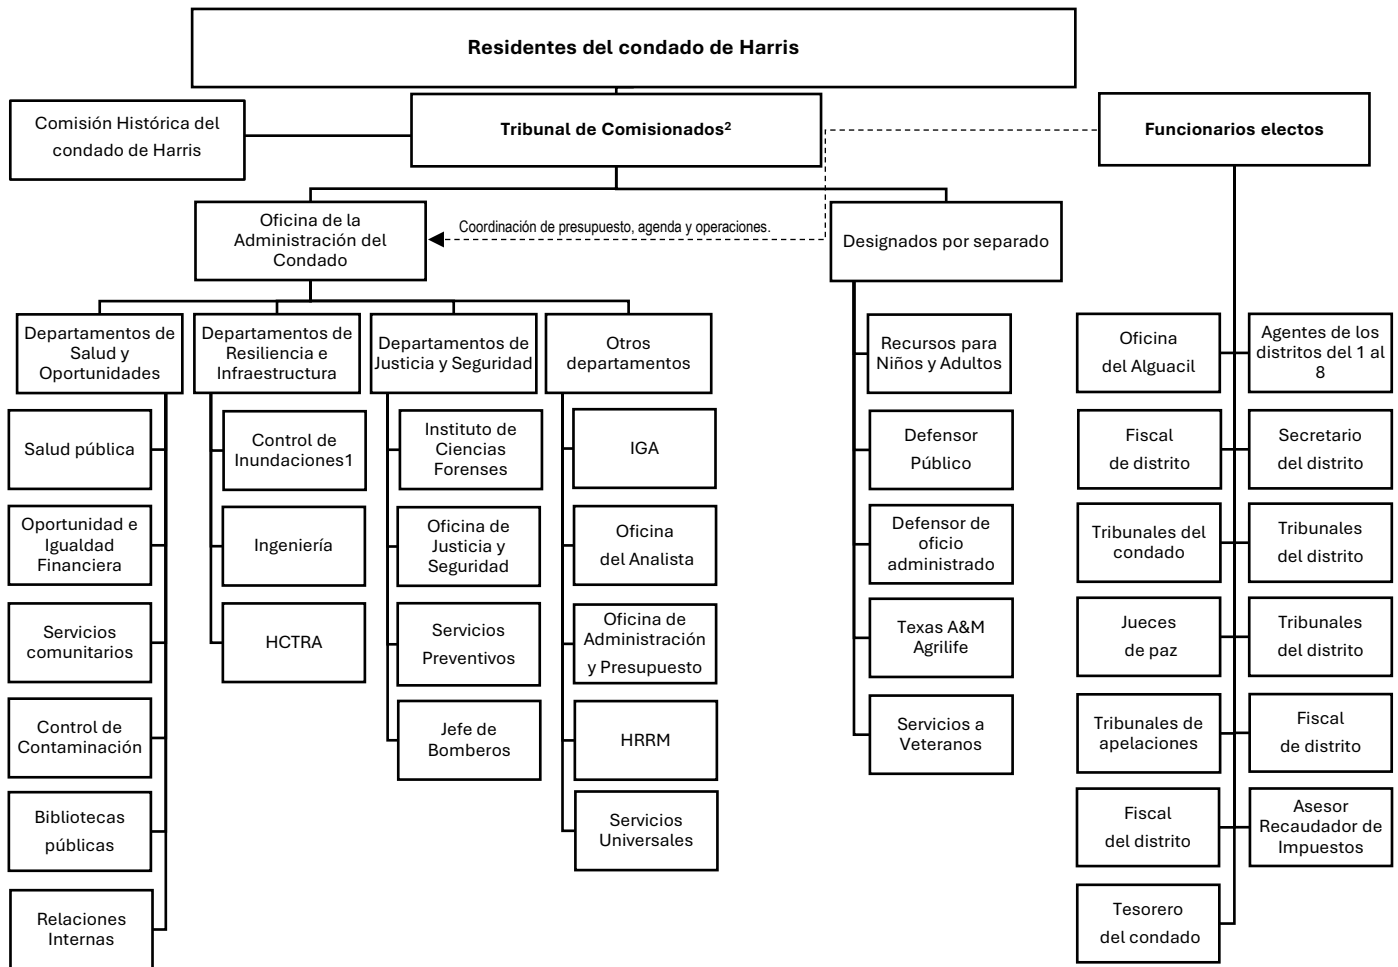 Residentes del condado de Harris
Comisión Histórica del
condado de Harris
Tribunal de Comisionados²
Funcionarios electos
Oficina de la
Administración del
Condado
Coordinación de presupuesto, agenda y operaciones.
Designados por separado
Departamentos de
Salud y
Oportunidades
Departamentos de
Resiliencia e
Infraestructura
Departamentos de
Justicia y Seguridad
Otros
departamentos
Salud pública
Oportunidad e
Igualdad
Financiera
Servicios
comunitarios
Control de
Contaminación
Bibliotecas
públicas
Relaciones
Internas
Control de
Inundaciones1
Ingeniería
HCTRA
Instituto de
Ciencias
Forenses
Oficina de
Justicia y
Seguridad
Servicios
Preventivos
Jefe de
Bomberos
IGA
Oficina
del Analista
Oficina de
Administración
y Presupuesto
HRRM
Servicios
Universales
Recursos para
Niños y Adultos
Defensor
Público
Defensor de
oficio
administrado
Texas A&M
Agrilife
Servicios a
Veteranos
Oficina
del Alguacil
Agentes de los
distritos del 1 al
8
Fiscal
de distrito
Secretario
del distrito
Tribunales del
condado
Tribunales
del distrito
Jueces
de paz
Tribunales
del distrito
Tribunales de
apelaciones
Fiscal
de distrito
Fiscal
del distrito
Asesor
Recaudador de
Impuestos
Tesorero
del condado